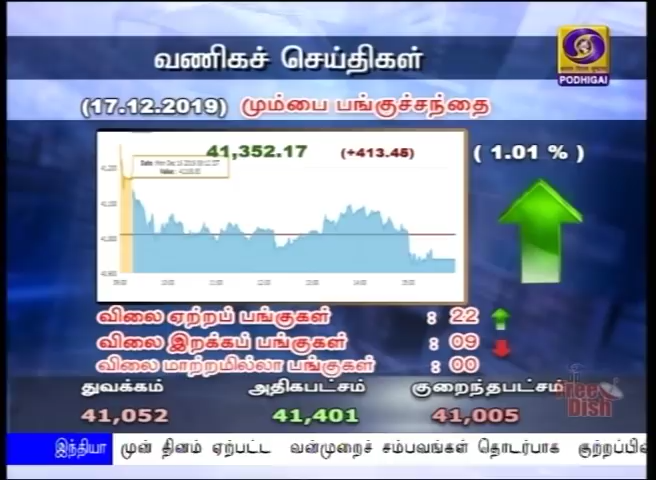 வணிகச் செய்திகள்
PODHIGAI
(17.12.2019) மும்பை பங்குச்சந்தை
41,352.17 (+413.45) ( 1.01 % )
விலை ஏற்றப் பங்குகள் : 22
விலை இறக்கப் பங்குகள் : 09
விலை மாற்றமில்லா பங்குகள் : 00
துவக்கம் அதிகபட்சம் குறைந்தபட்சம்
Free Dish
41,052 41,401 41,005
இந்தியா முன் தினம் ஏற்பட்ட வன்முறைச் சம்பவங்கள் தொடர்பாக